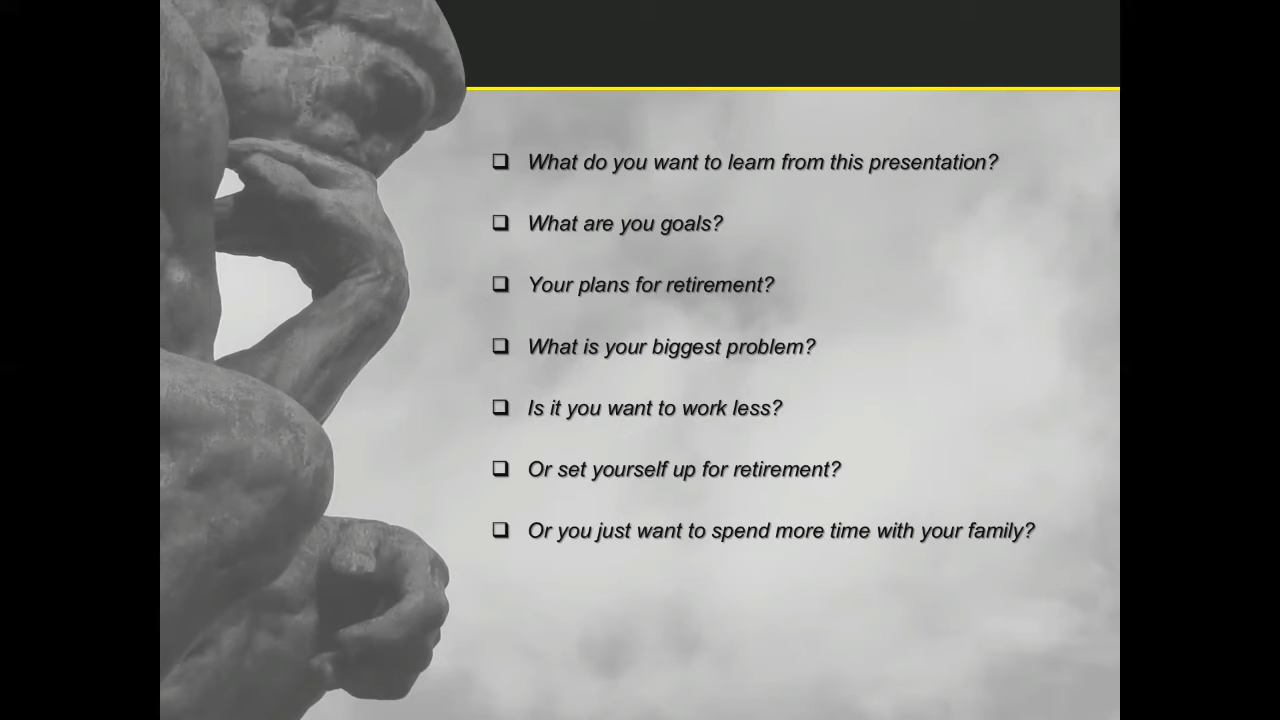 What do you want to learn from this presentation?
What are you goals?
Your plans for retirement?
What is your biggest problem?
Is it you want to work less?
Or set yourself up for retirement?
Or you just want to spend more time with your family?